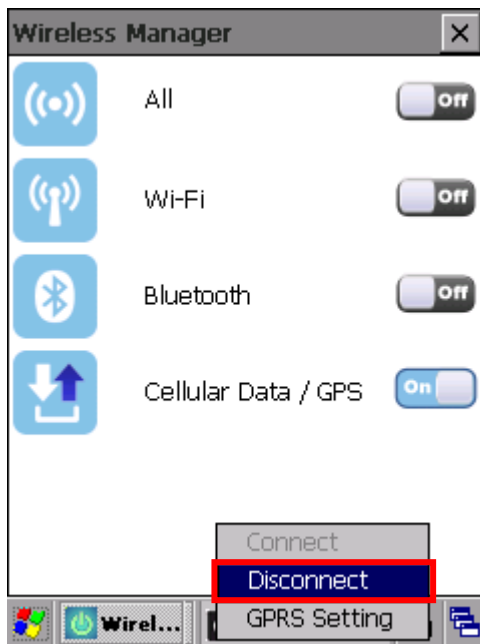 Wireless Manager
All
Off
Wi-Fi
Off
Bluetooth
Off
Cellular Data / GPS
On
Connect
Disconnect
GPRS Setting
Wirel...